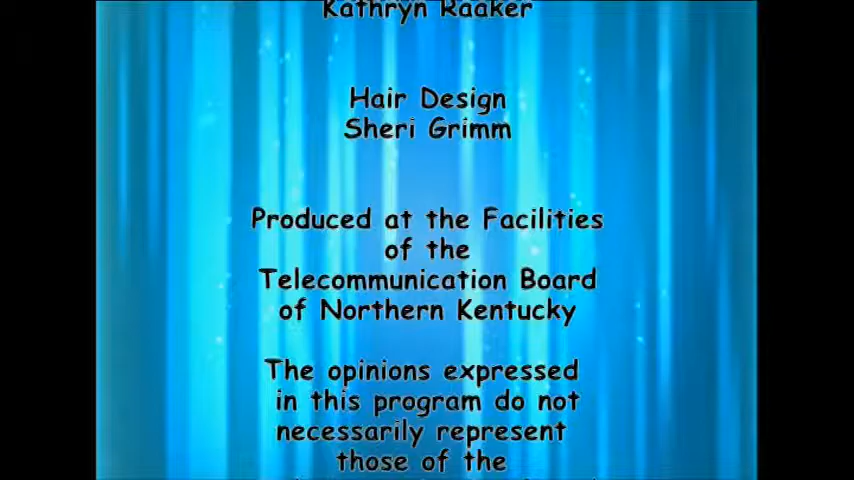 Kathryn Raaker
Hair Design
Sheri Grimm
Produced at the Facilities
of the
Telecommunication Board
of Northern Kentucky
The opinions expressed
in this program do not
necessarily represent
those of the